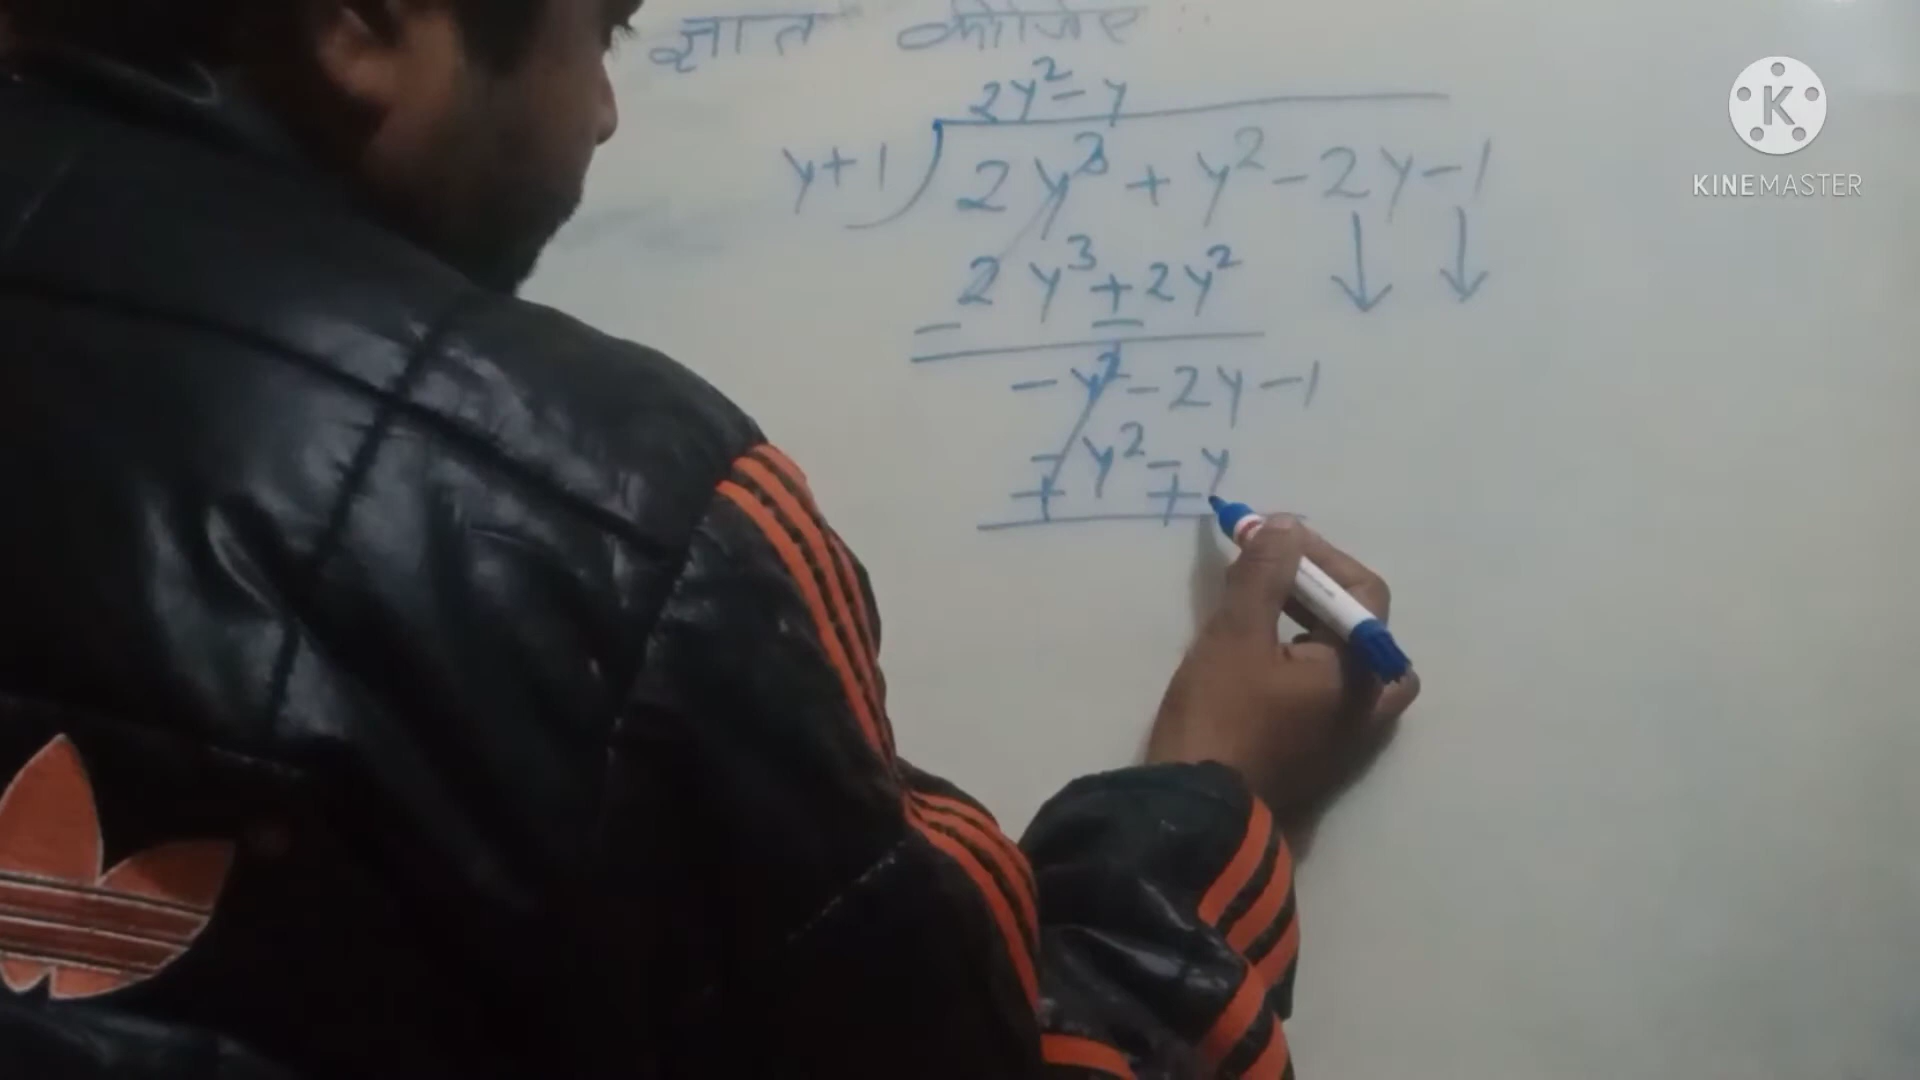 ज्ञात कीजिए :
2y² - y
y+1 ) 2y³ + y² - 2y - 1
2y³ + 2y²
- -
- y² - 2y - 1
- y² - y
+ +
KINEMASTER